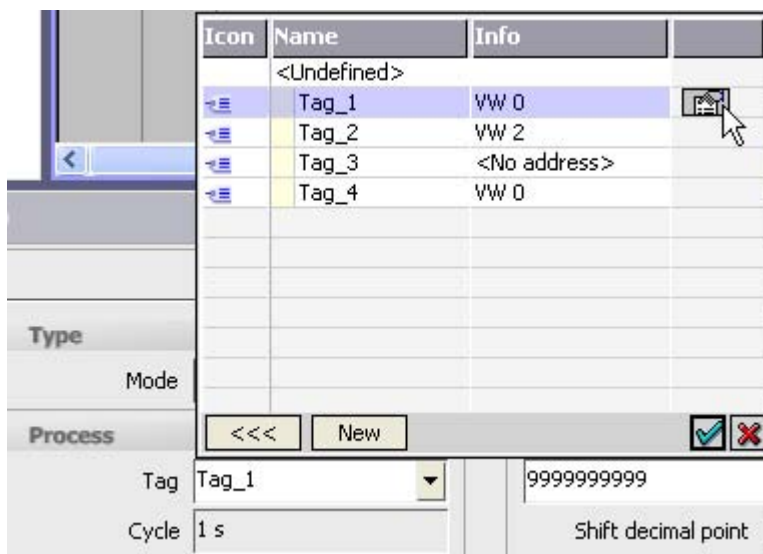 Icon Name Info
<Undefined>
Tag_1 VW 0
Tag_2 VW 2
Tag_3 <No address>
Tag_4 VW 0
Type
Mode
<<< New
Process
Tag Tag_1 9999999999
Cycle 1 s Shift decimal point